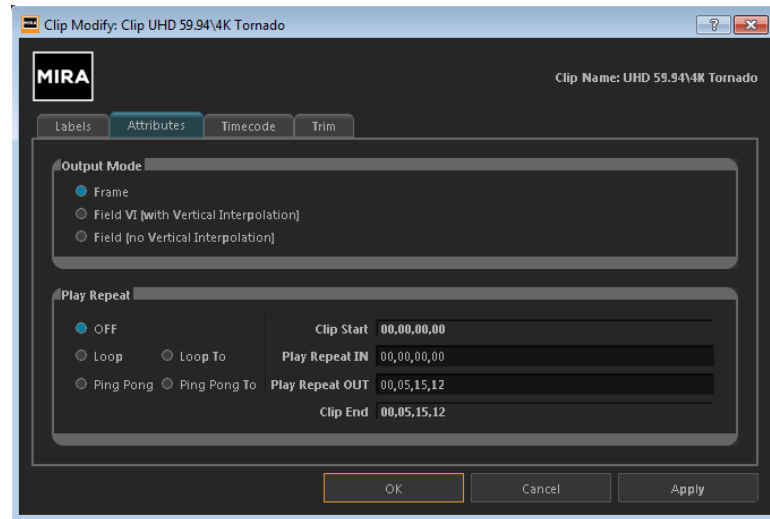 MIRA
Clip Modify: Clip UHD 59.94\4K Tornado
?
MIRA
Clip Name: UHD 59.94\4K Tornado
Labels Attributes Timecode Trim
Output Mode
Frame
Field VI [with Vertical Interpolation]
Field [no Vertical Interpolation]
Play Repeat
OFF
Clip Start 00,00,00,00
Loop Loop To
Play Repeat IN 00,00,00,00
Ping Pong Ping Pong To
Play Repeat OUT 00,05,15,12
Clip End 00,05,15,12
OK Cancel Apply